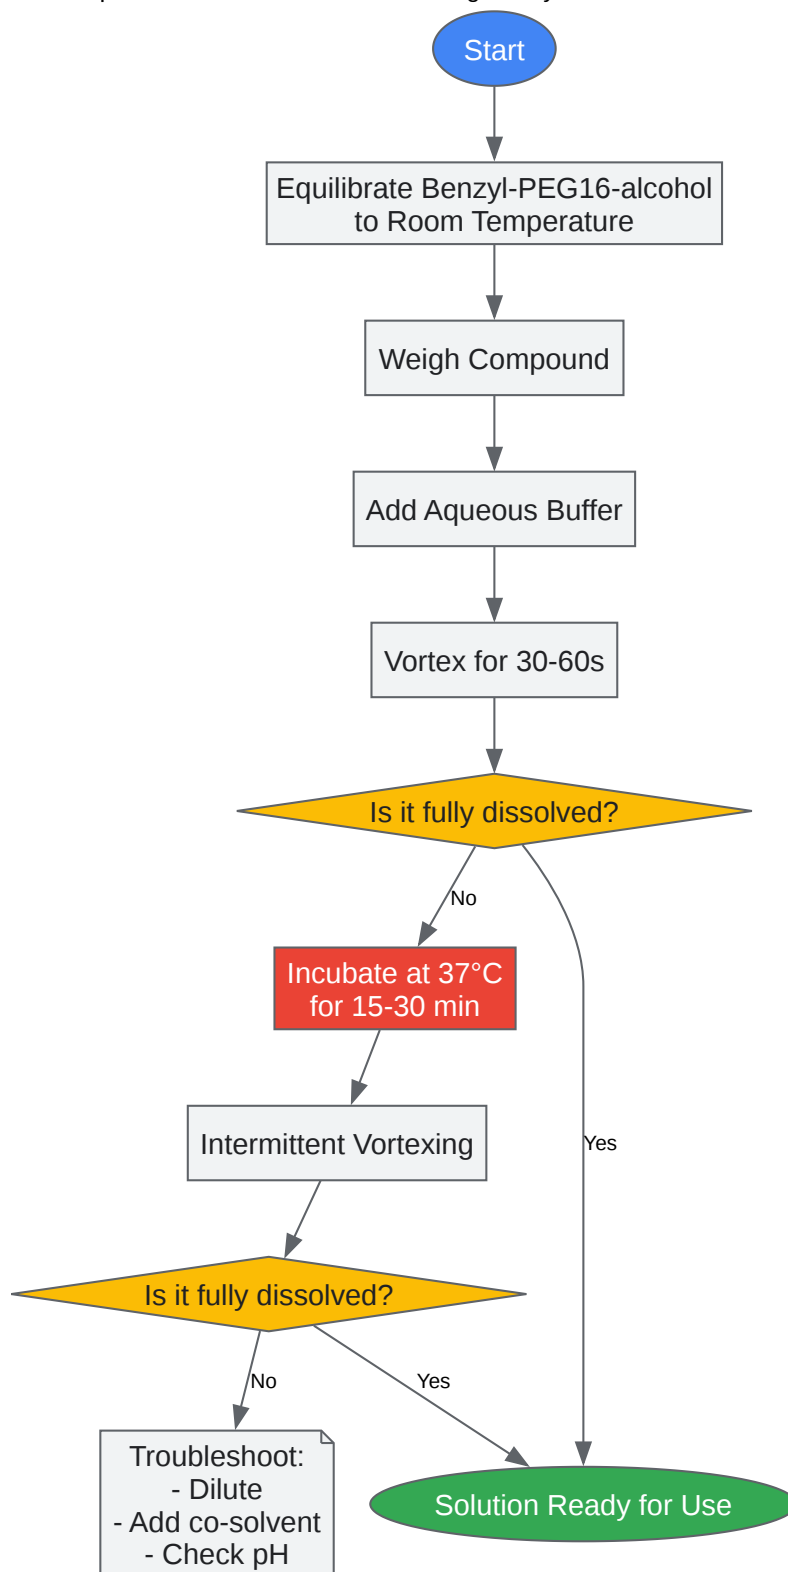 Start
Equilibrate Benzyl-PEG16-alcohol
to Room Temperature
Weigh Compound
Add Aqueous Buffer
Vortex for 30-60s
Is it fully dissolved?
No
Incubate at 37°C
for 15-30 min
Intermittent Vortexing
Yes
Is it fully dissolved?
No
Yes
Troubleshoot:
- Dilute
- Add co-solvent
- Check pH
Solution Ready for Use